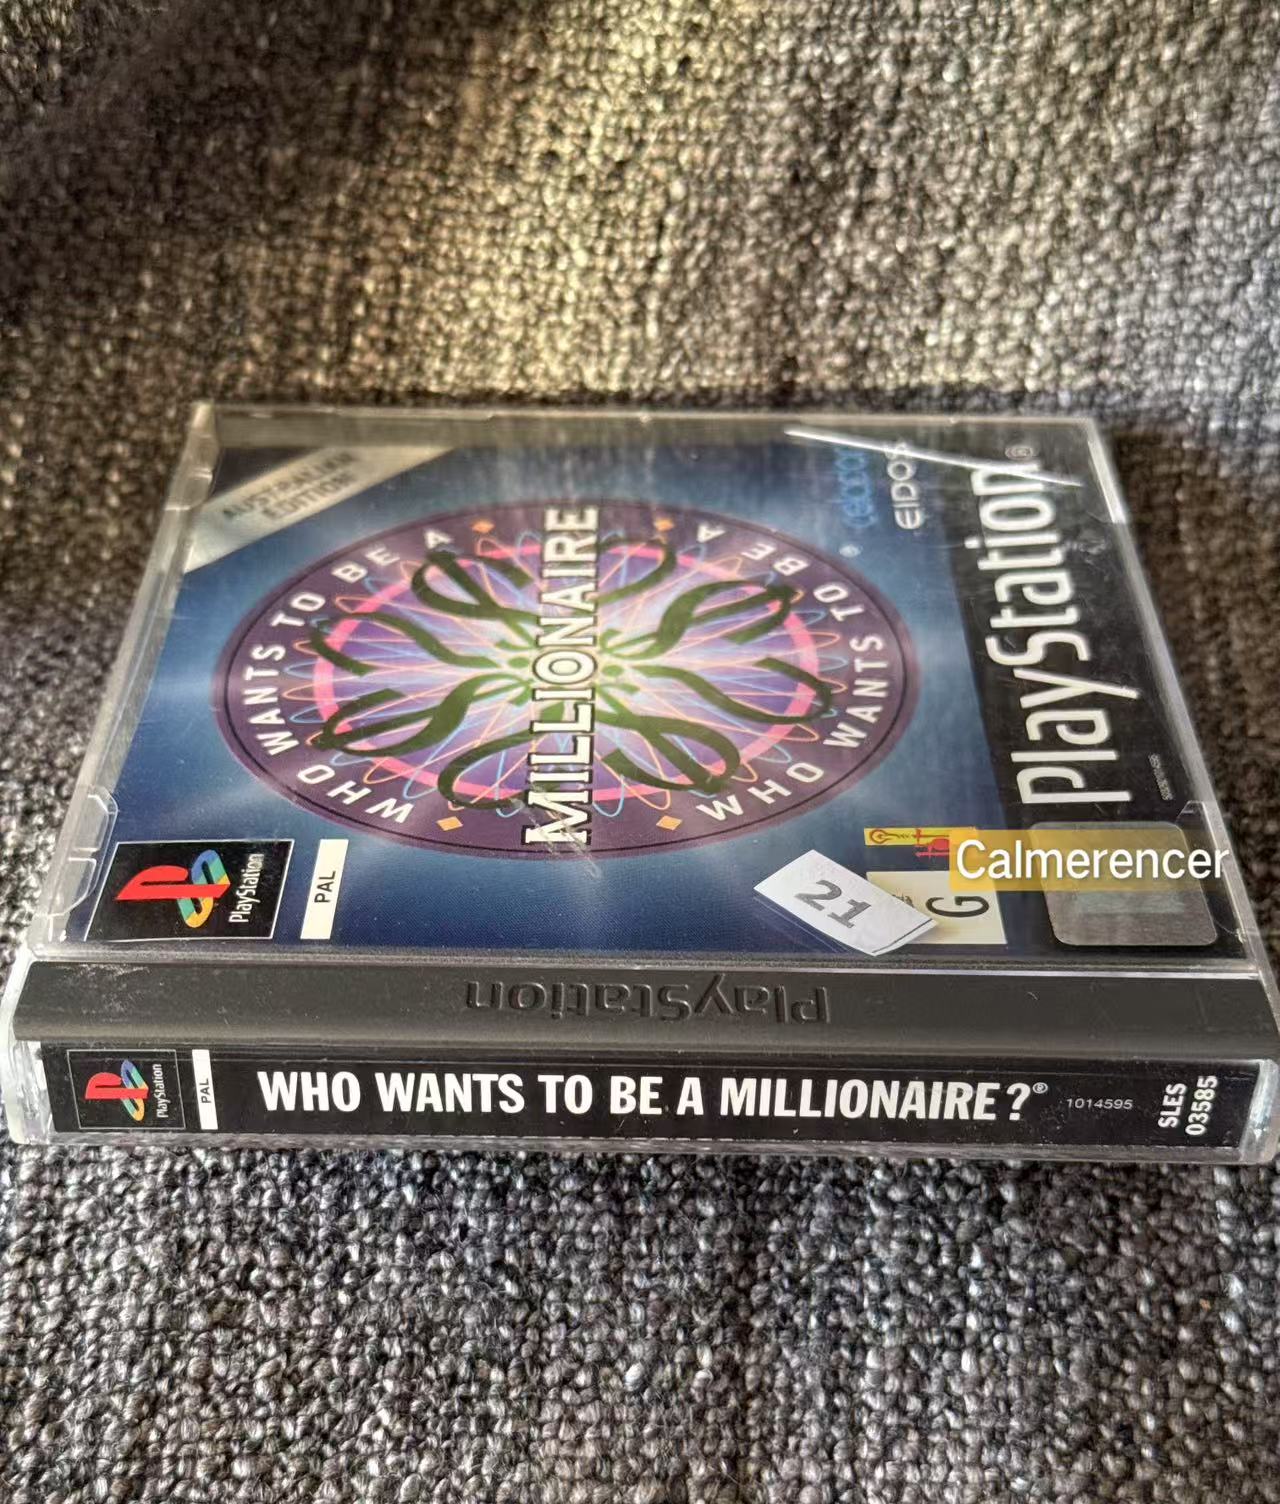 AUSTRALIAN
EDITION!
WHO WANTS TO BE A
MILLIONAIRE
WHO WANTS TO BE A
®
celador
EIDOS
PlayStation®
PlayStation
PAL
21
G
Calmerencer
PlayStation
PlayStation
PAL
WHO WANTS TO BE A MILLIONAIRE?®
1014595
SLES
03585